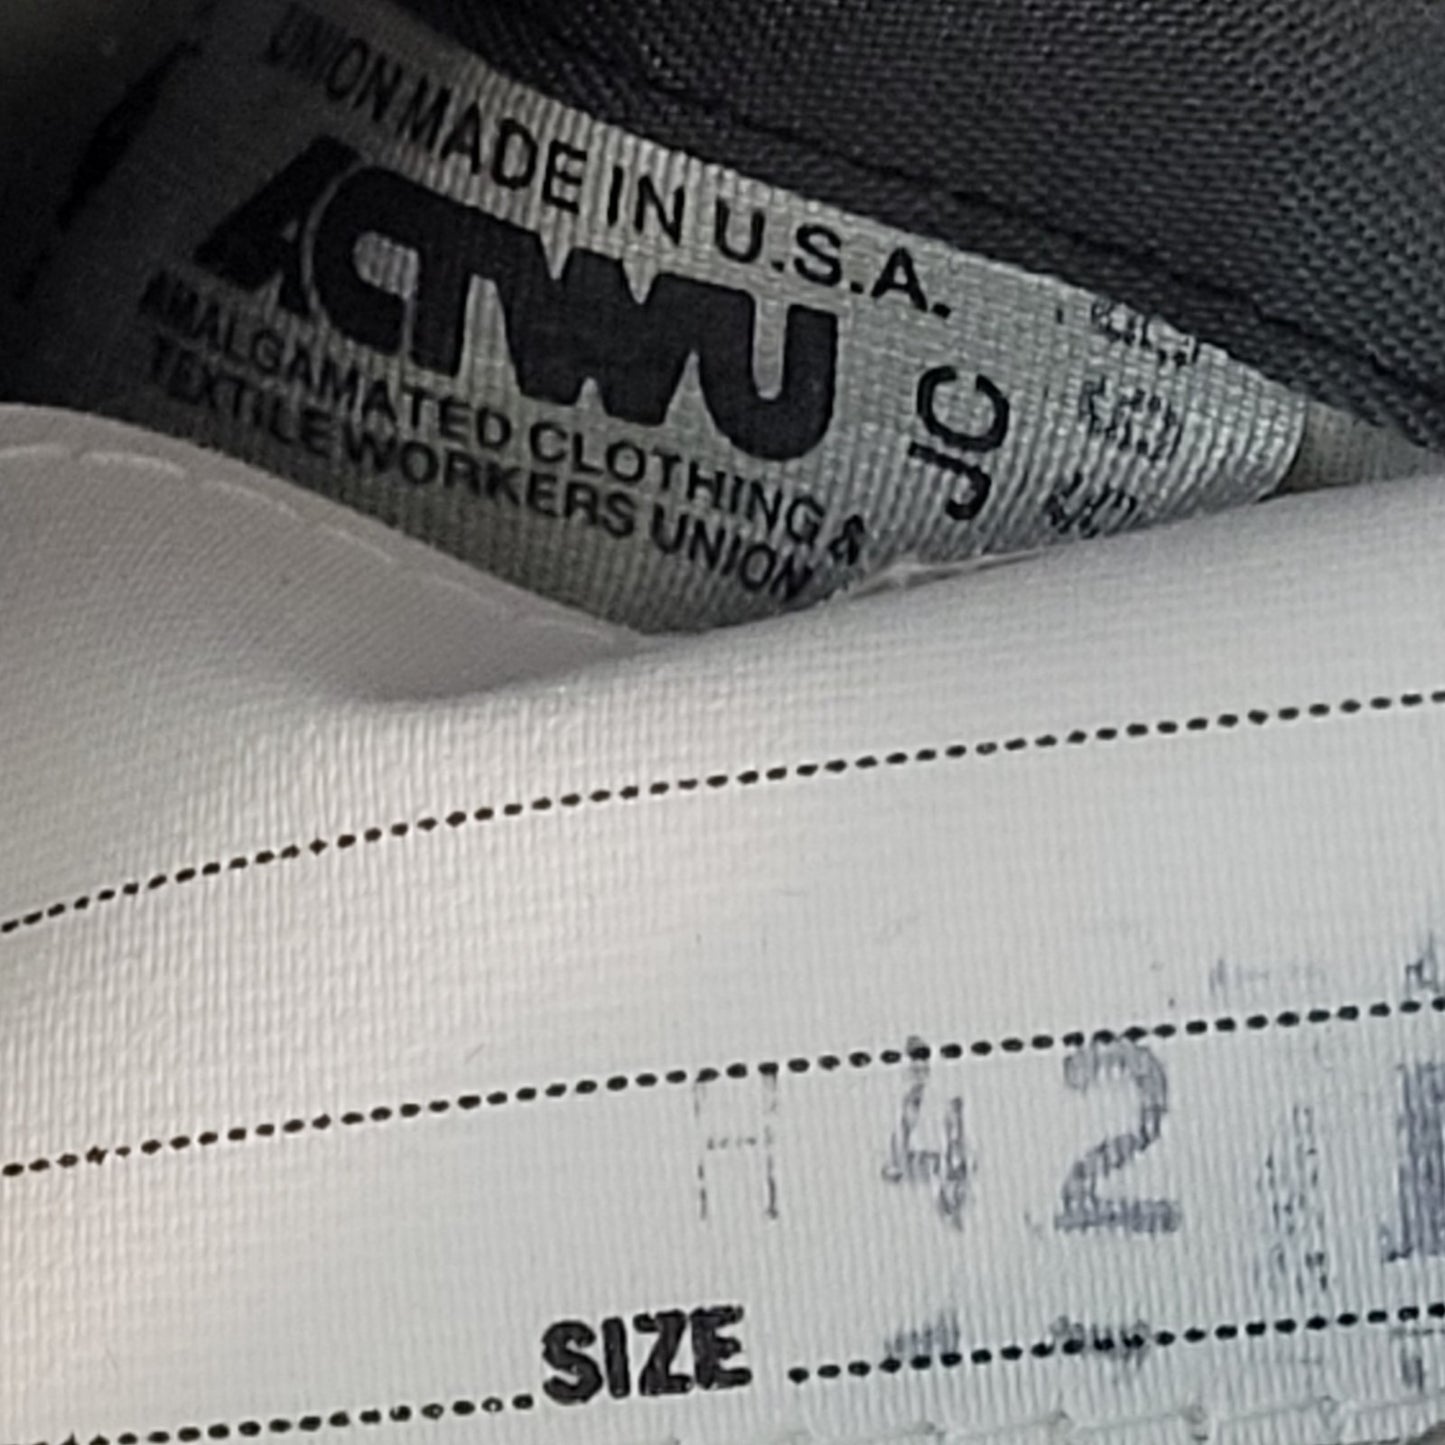 UNION MADE IN U.S.A.
ACTWU
AMALGAMATED CLOTHING &
TEXTILE WORKERS UNION
JC
42
SIZE